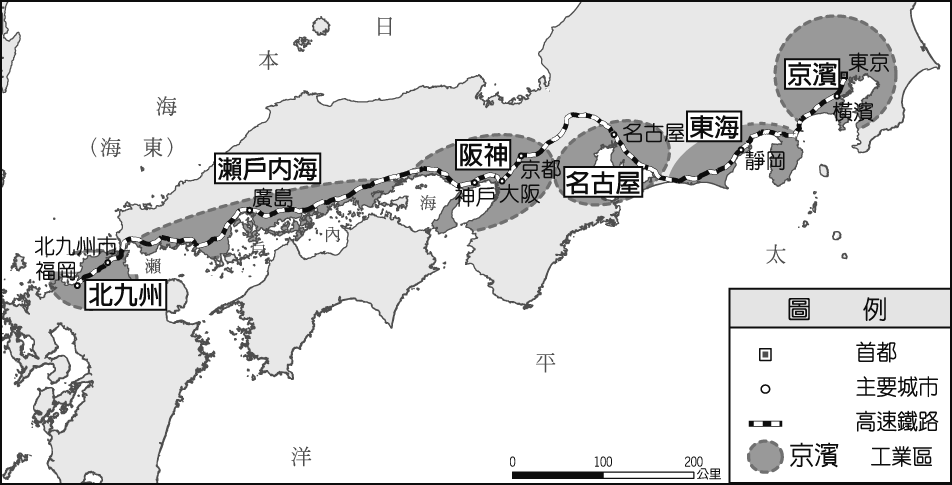 日
本
海
（海 東）
京濱
東京
橫濱
東海
名古屋
靜岡
名古屋
阪神
京都
大阪
神戶
瀨戶內海
廣島
瀨
戶
內
海
北九州市
福岡
北九州
太
平
洋
圖 例
首都
主要城市
高速鐵路
京濱 工業區
0 100 200
公里